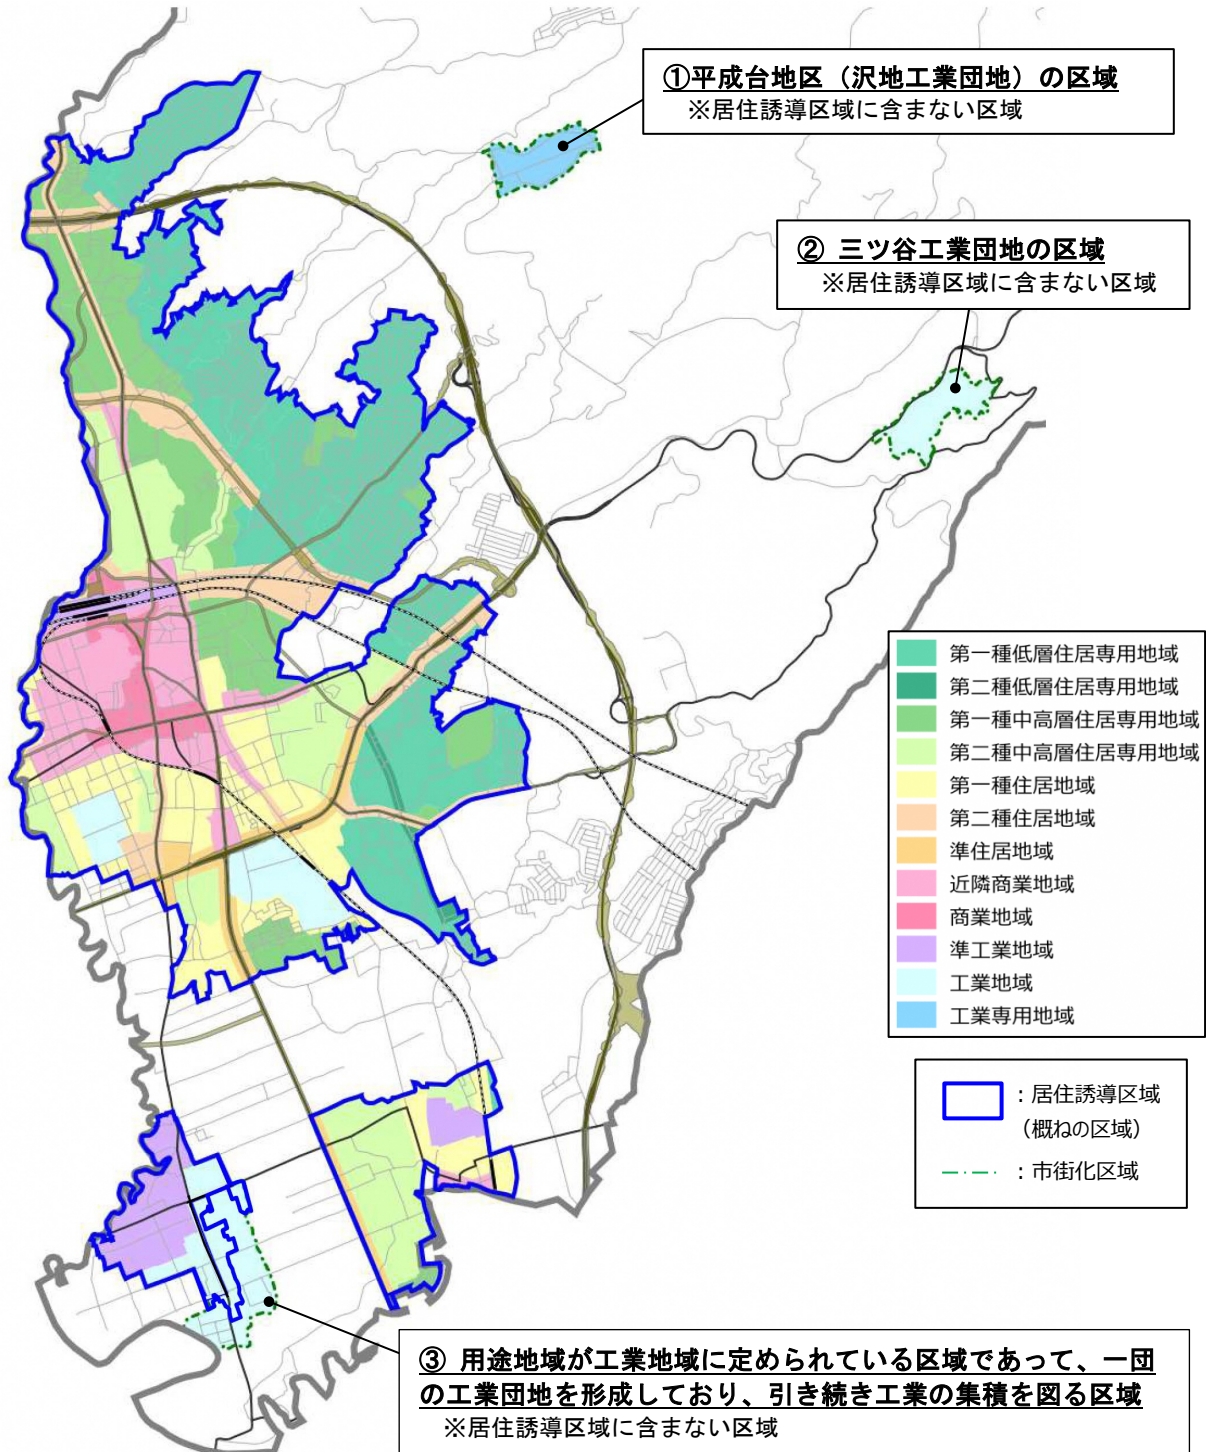 ①平成台地区（沢地工業団地）の区域
※居住誘導区域に含まない区域
② 三ツ谷工業団地の区域
※居住誘導区域に含まない区域
第一種低層住居専用地域
第二種低層住居専用地域
第一種中高層住居専用地域
第二種中高層住居専用地域
第一種住居地域
第二種住居地域
準住居地域
近隣商業地域
商業地域
準工業地域
工業地域
工業専用地域
：居住誘導区域
（概ねの区域）
：市街化区域
③ 用途地域が工業地域に定められている区域であって、一団
の工業団地を形成しており、引き続き工業の集積を図る区域
※居住誘導区域に含まない区域